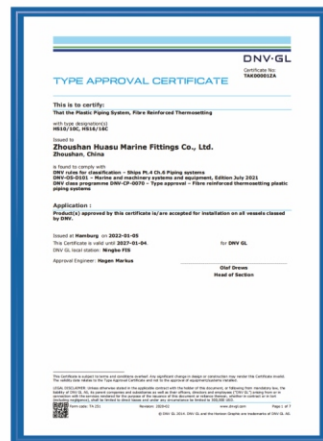 DNV·GL
Certificate No:
TAK00001ZA
TYPE APPROVAL CERTIFICATE
This is to certify:
That the Plastic Piping System, Fibre Reinforced Thermosetting
with type designation(s)
HS10/10C, HS16/16C
Issued to
Zhoushan Huasu Marine Fittings Co., Ltd.
Zhoushan, China
is found to comply with
DNV rules for classification – Ships Pt.4 Ch.6 Piping systems
DNV-OS-D101 – Marine and machinery systems and equipment, Edition July 2021
DNV class programme DNV-CP-0070 – Type approval – Fibre reinforced thermosetting plastic
piping systems
Application :
Product(s) approved by this certificate is/are accepted for installation on all vessels classed
by DNV.
Issued at Hamburg on 2022-01-05
This Certificate is valid until 2027-01-04.
for DNV GL
DNV GL local station: Ningbo FIS
Approval Engineer: Hagen Markus
Olaf Drews
Head of Section
Page 1 of 7